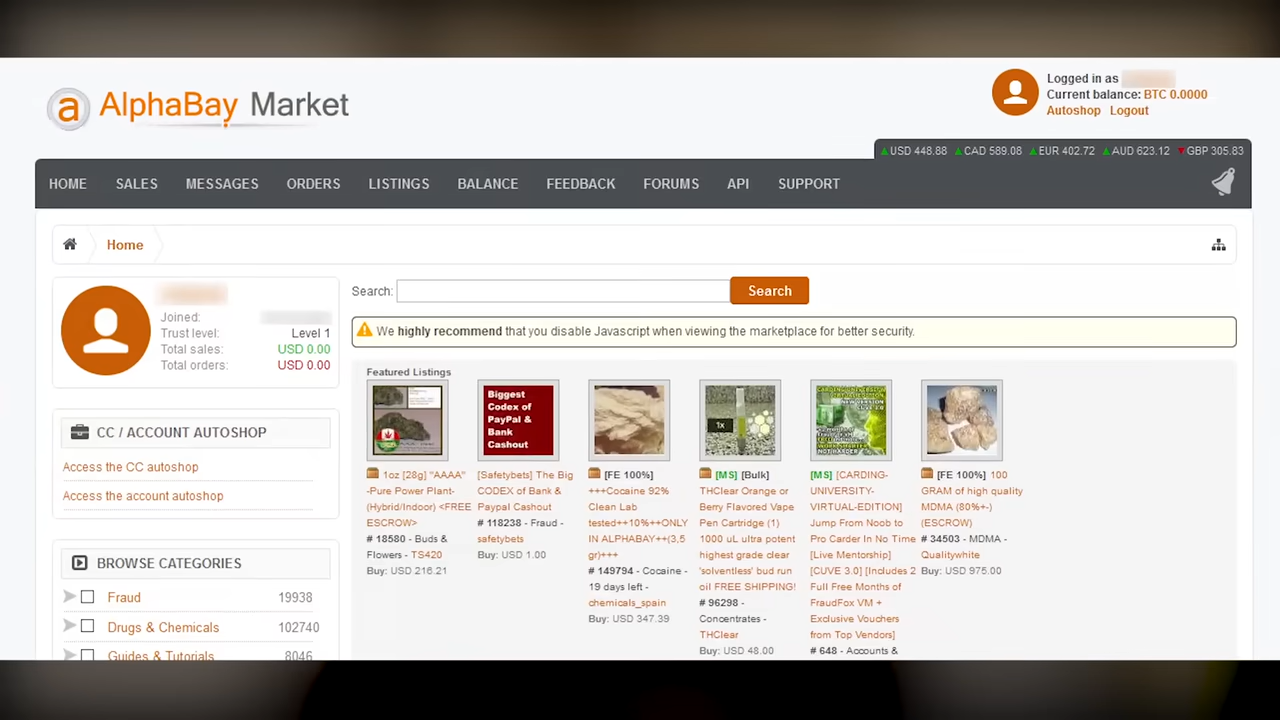 AlphaBay Market
Logged in as
Current balance: BTC 0.0000
Autoshop Logout
USD 448.88 CAD 589.08 EUR 402.72 AUD 623.12 GBP 305.83
HOME SALES MESSAGES ORDERS LISTINGS BALANCE FEEDBACK FORUMS API SUPPORT
Home
Joined:
Trust level: Level 1
Total sales: USD 0.00
Total orders: USD 0.00
CC / ACCOUNT AUTOSHOP
Access the CC autoshop
Access the account autoshop
BROWSE CATEGORIES
Fraud 19938
Drugs & Chemicals 102740
Guides & Tutorials 8046
Search: Search
We highly recommend that you disable Javascript when viewing the marketplace for better security.
Featured Listings
1oz [28g] "AAAA"
-Pure Power Plant-
(Hybrid/Indoor) <FREE
ESCROW>
# 18580 - Buds &
Flowers - TS420
Buy: USD 216.21
Biggest
Codex of
PayPal &
Bank
Cashout
[Safetybets] The Big
CODEX of Bank &
Paypal Cashout
# 118238 - Fraud -
safetybets
Buy: USD 1.00
[FE 100%]
+++Cocaine 92%
Clean Lab
tested++10%++ONLY
IN ALPHABAY++(3,5
gr)+++
# 149794 - Cocaine -
19 days left -
chemicals_spain
Buy: USD 347.39
1x
[MS] [Bulk]
THClear Orange or
Berry Flavored Vape
Pen Cartridge (1)
1000 uL ultra potent
highest grade clear
'solventless' bud run
oil FREE SHIPPING!
# 96298 -
Concentrates -
THClear
Buy: USD 48.00
[MS] [CARDING-
UNIVERSITY-
VIRTUAL-EDITION]
Jump From Noob to
Pro Carder In No Time
[Live Mentorship]
[CUVE 3.0] [Includes 2
Full Free Months of
FraudFox VM +
Exclusive Vouchers
from Top Vendors]
# 648 - Accounts &
[FE 100%] 100
GRAM of high quality
MDMA (80%+-)
(ESCROW)
# 34503 - MDMA -
Qualitywhite
Buy: USD 975.00